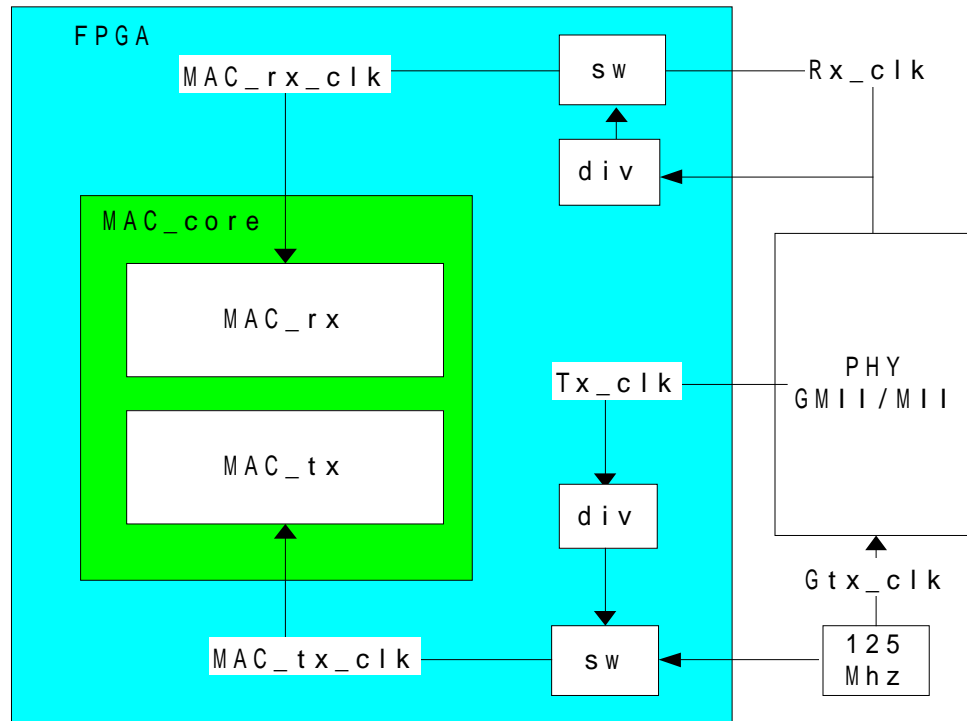 FPGA
MAC_rx_clk
sw
Rx_clk
div
MAC_core
MAC_rx
Tx_clk
PHY
GMII/MII
MAC_tx
div
Gtx_clk
MAC_tx_clk
sw
125
Mhz